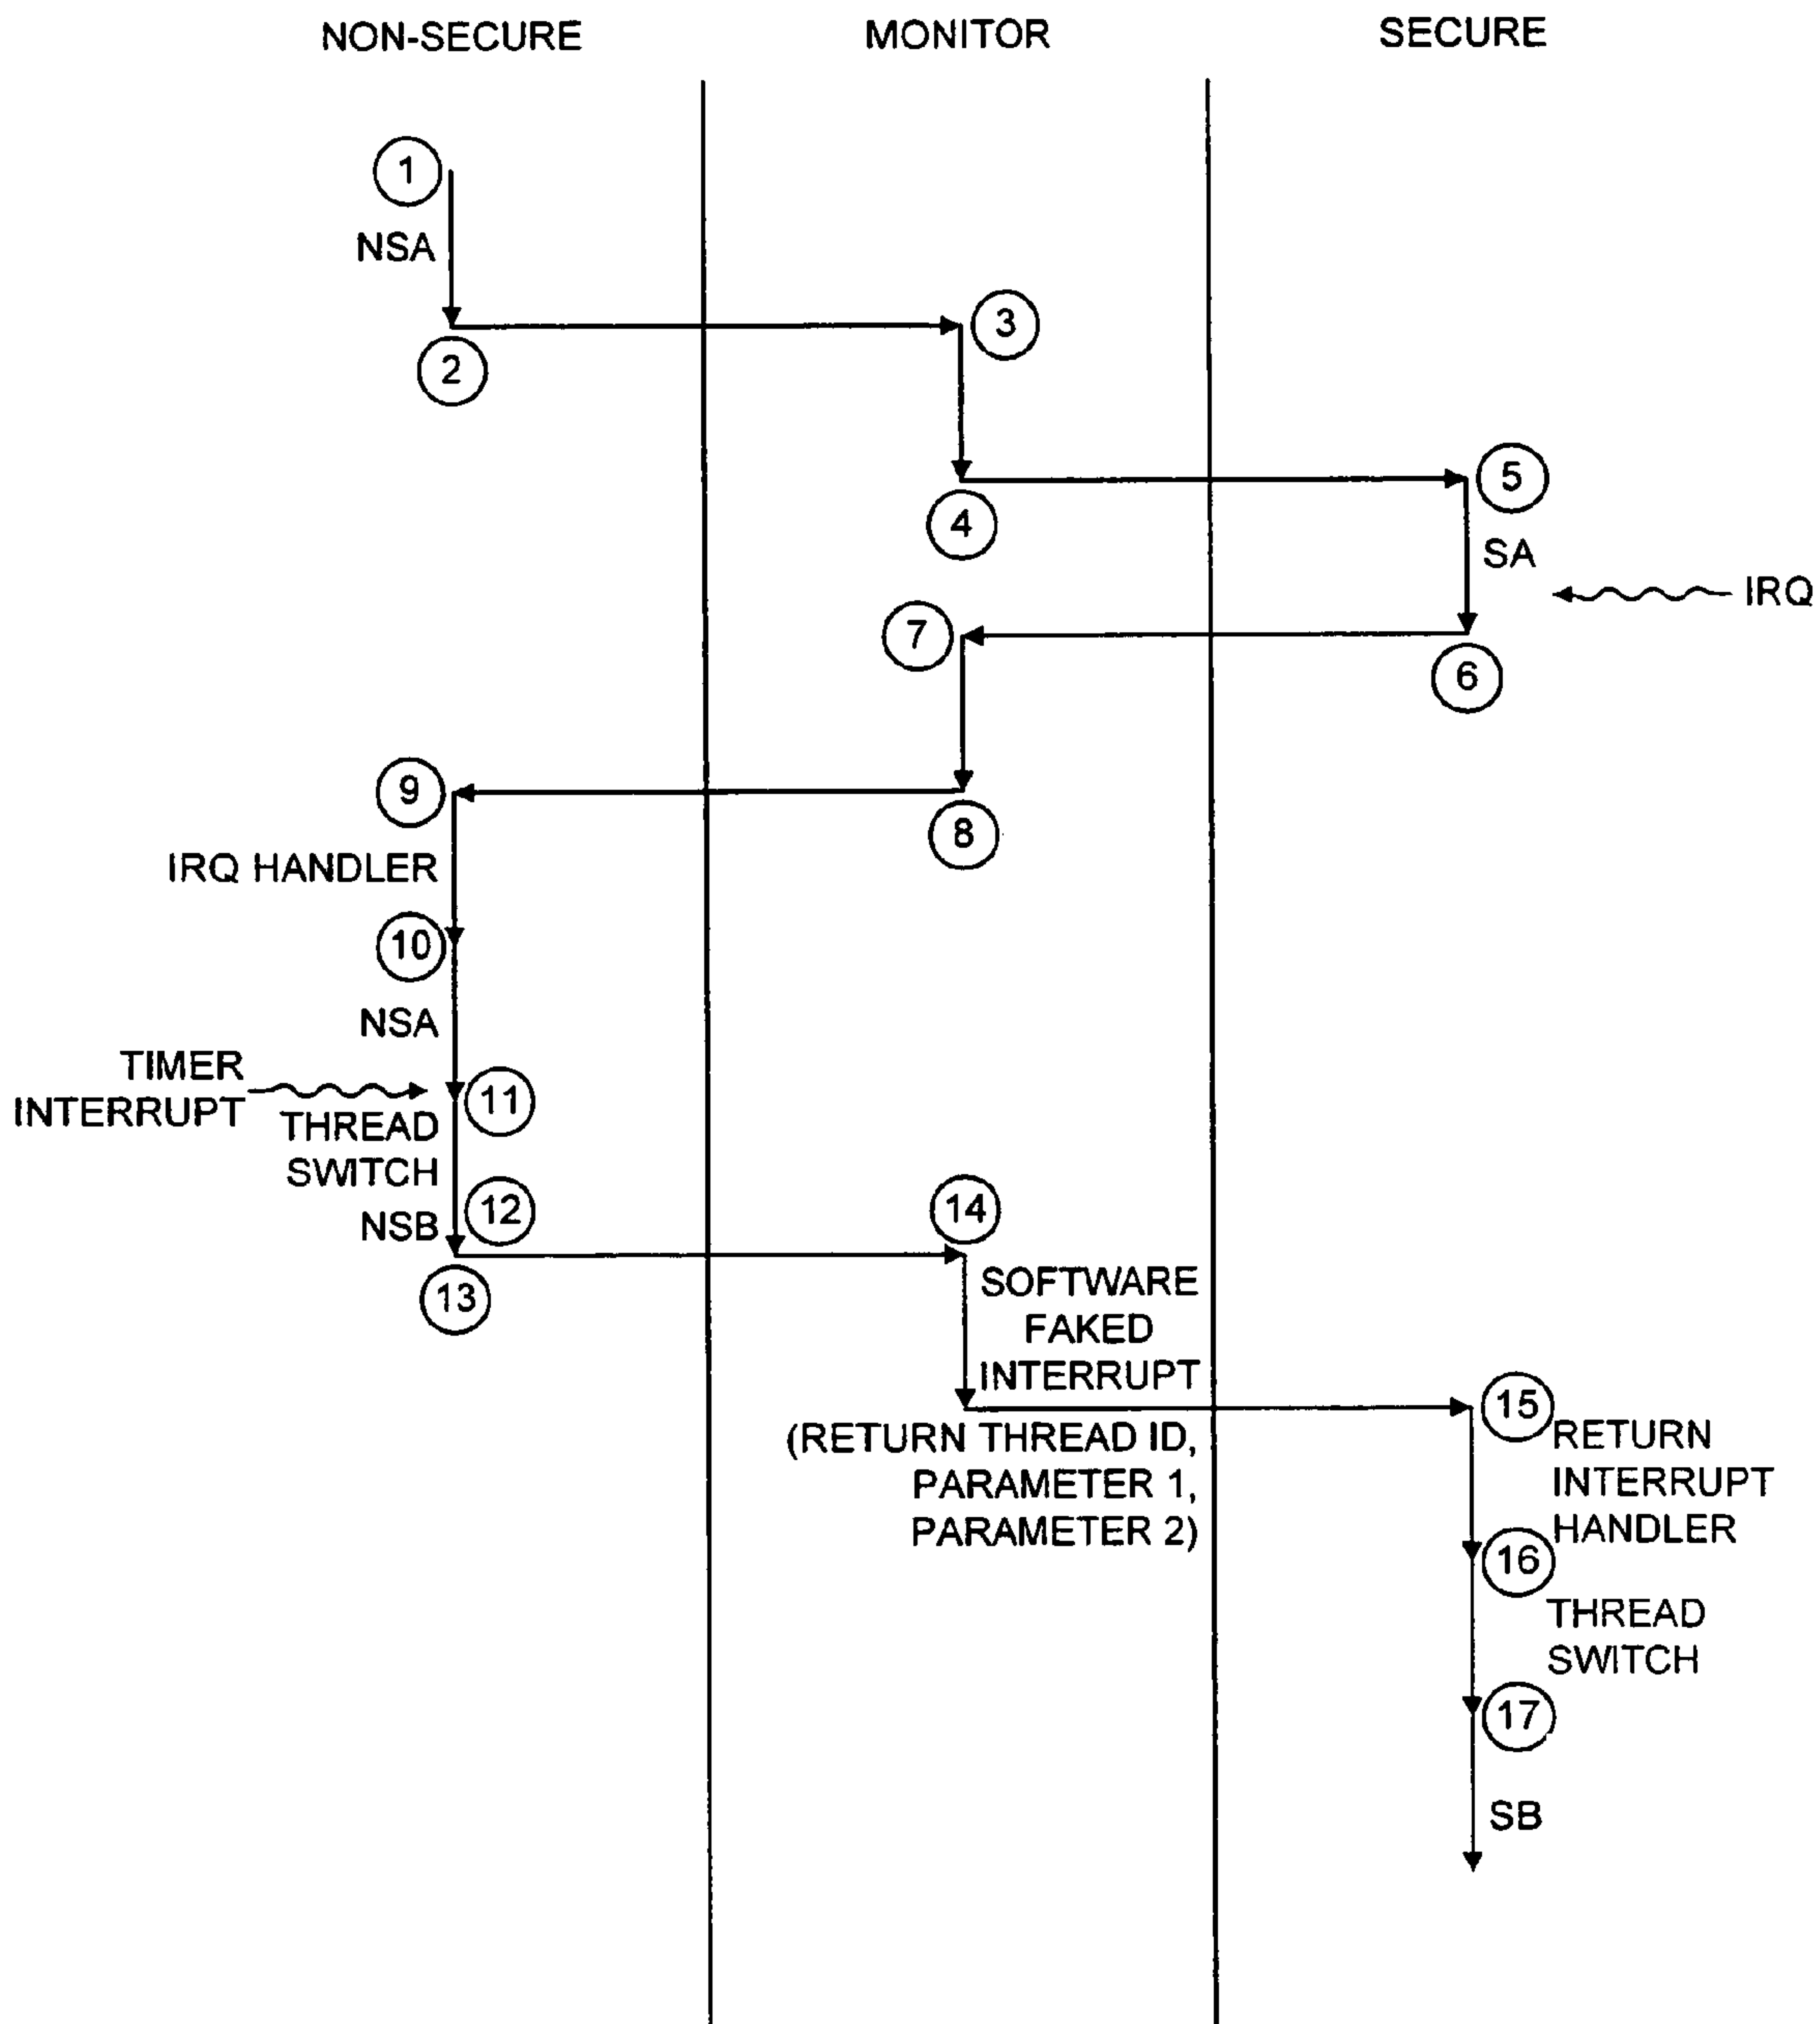 NON-SECURE
MONITOR
SECURE
1
NSA
2
3
4
5
SA
IRQ
6
7
8
9
IRQ HANDLER
10
NSA
TIMER
INTERRUPT
11
THREAD
SWITCH
12
NSB
13
14
SOFTWARE
FAKED
INTERRUPT
(RETURN THREAD ID,
PARAMETER 1,
PARAMETER 2)
15
RETURN
INTERRUPT
HANDLER
16
THREAD
SWITCH
17
SB